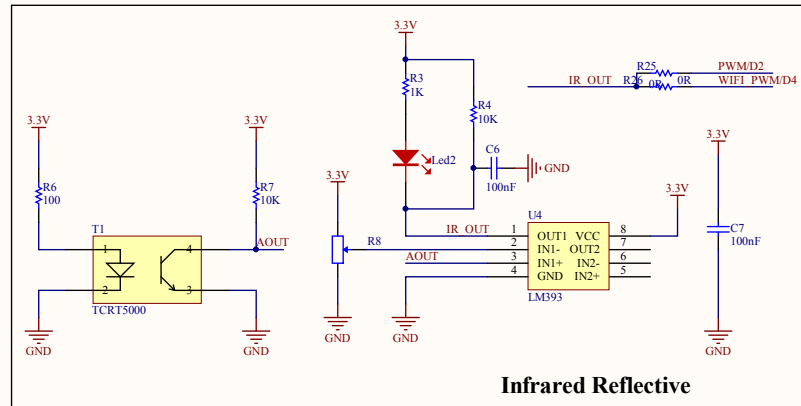 3.3V
R3
1K
R4
10K
Led2
C6
100nF
GND
R25
PWM/D2
IR_OUT
R26
0R
0R
WIFI_PWM/D4
3.3V
R6
100
3.3V
R7
10K
T1
1
4
AOUT
2
3
TCRT5000
GND
GND
3.3V
R8
GND
IR_OUT
AOUT
GND
U4
1 OUT1 VCC 8
2 IN1- OUT2 7
3 IN1+ IN2- 6
4 GND IN2+ 5
LM393
3.3V
3.3V
C7
100nF
GND
Infrared Reflective